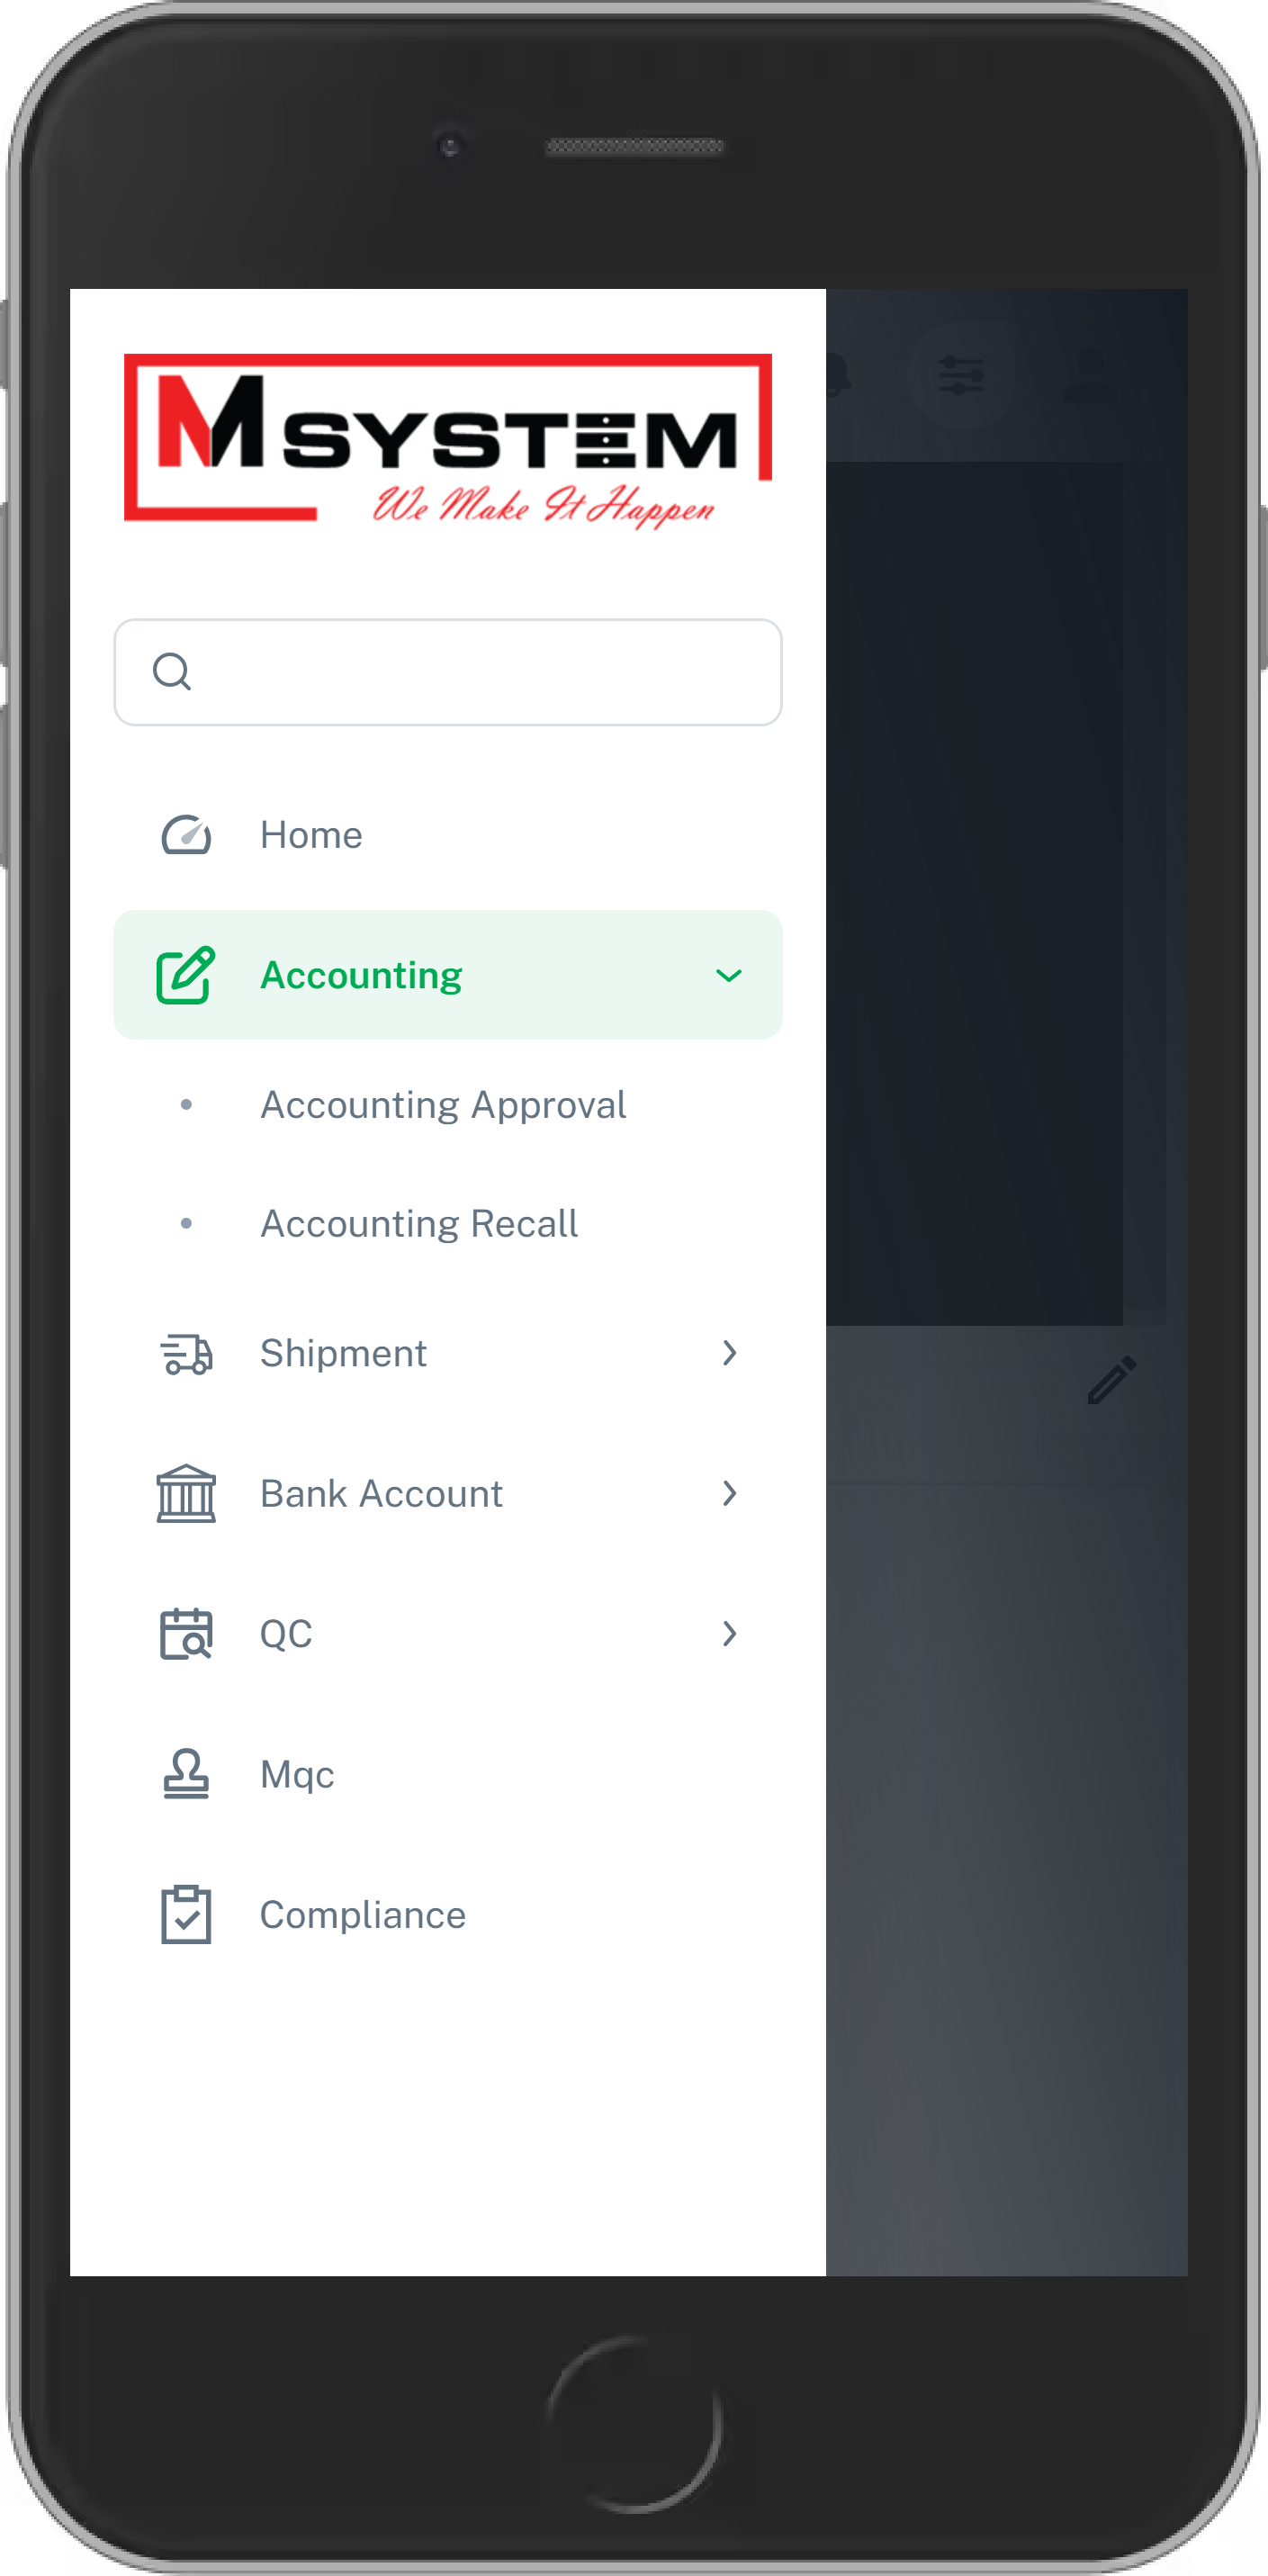 MSYSTEM
We Make It Happen
Home
Accounting
Accounting Approval
Accounting Recall
Shipment
Bank Account
QC
Mqc
Compliance